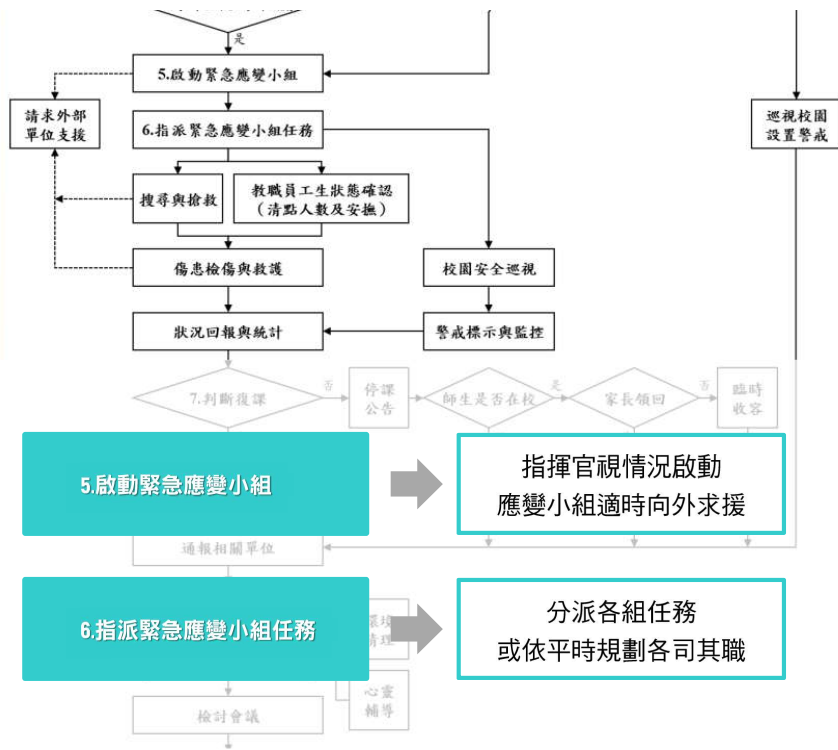 是
5.啟動緊急應變小組
請求外部
單位支援
6.指派緊急應變小組任務
巡視校園
設置警戒
搜尋與搶救
教職員工生狀態確認
（清點人數及安撫）
傷患檢傷與救護
校園安全巡視
狀況回報與統計
警戒標示與監控
7.判斷復課
否
停課
公告
師生是否在校
是
家長領回
否
臨時
收容
5.啟動緊急應變小組
指揮官視情況啟動
應變小組適時向外求援
通報相關單位
6.指派緊急應變小組任務
環境
清理
分派各組任務
或依平時規劃各司其職
心靈
輔導
檢討會議